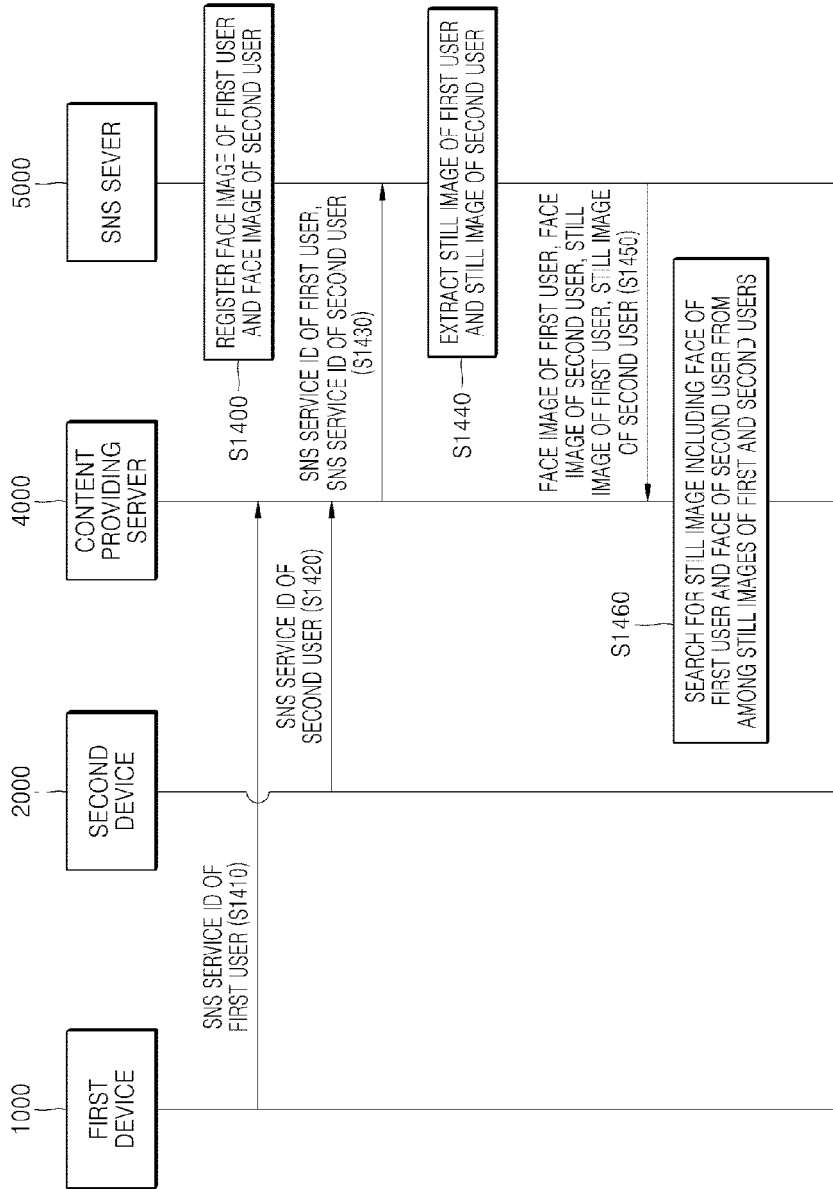 1000
2000
4000
5000
FIRST
DEVICE
SECOND
DEVICE
CONTENT
PROVIDING
SERVER
SNS SEVER
REGISTER FACE IMAGE OF FIRST USER
AND FACE IMAGE OF SECOND USER
S1400
SNS SERVICE ID OF
FIRST USER (S1410)
SNS SERVICE ID OF
SECOND USER (S1420)
SNS SERVICE ID OF FIRST USER,
SNS SERVICE ID OF SECOND USER
(S1430)
EXTRACT STILL IMAGE OF FIRST USER
AND STILL IMAGE OF SECOND USER
S1440
FACE IMAGE OF FIRST USER, FACE
IMAGE OF SECOND USER, STILL
IMAGE OF FIRST USER, STILL IMAGE
OF SECOND USER (S1450)
S1460
SEARCH FOR STILL IMAGE INCLUDING FACE OF
FIRST USER AND FACE OF SECOND USER FROM
AMONG STILL IMAGES OF FIRST AND SECOND USERS